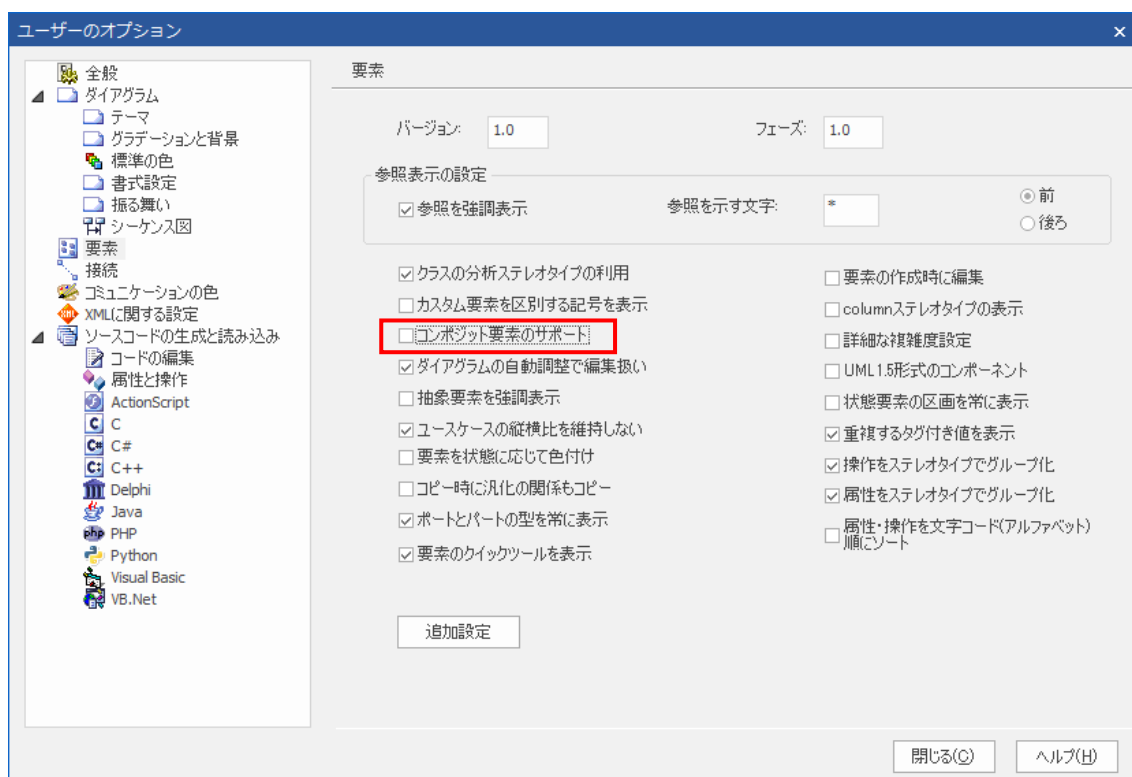 ユーザーのオプション
全般
ダイアグラム
テーマ
グラデーションと背景
標準の色
書式設定
振る舞い
シーケンス図
要素
接続
コミュニケーションの色
XMLに関する設定
ソースコードの生成と読み込み
コードの編集
属性と操作
ActionScript
C
C#
C++
Delphi
Java
PHP
Python
Visual Basic
VB.Net
要素
バージョン: 1.0 フェーズ: 1.0
参照表示の設定
参照を強調表示 参照を示す文字: * 前
後ろ
クラスの分析ステレオタイプの利用
カスタム要素を区別する記号を表示
コンポジット要素のサポート
ダイアグラムの自動調整で編集扱い
抽象要素を強調表示
ユースケースの縦横比を維持しない
要素を状態に応じて色付け
コピー時に汎化の関係もコピー
ポートとパートの型を常に表示
要素のクイックツールを表示
要素の作成時に編集
columnステレオタイプの表示
詳細な複雑度設定
UML1.5形式のコンポーネント
状態要素の区画を常に表示
重複するタグ付き値を表示
操作をステレオタイプでグループ化
属性をステレオタイプでグループ化
属性・操作を文字コード(アルファベット)
順にソート
追加設定
閉じる(C) ヘルプ(H)